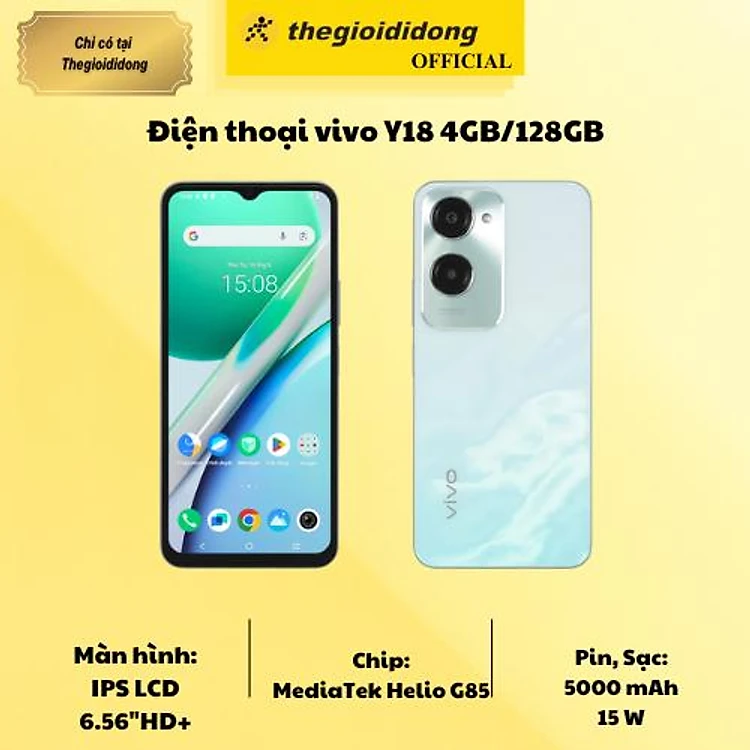 Chỉ có tại
Thegioididong
thegioididong
OFFICIAL
Điện thoại vivo Y18 4GB/128GB
15:08
vivo
Màn hình:
IPS LCD
6.56"HD+
Chip:
MediaTek Helio G85
Pin, Sạc:
5000 mAh
15 W